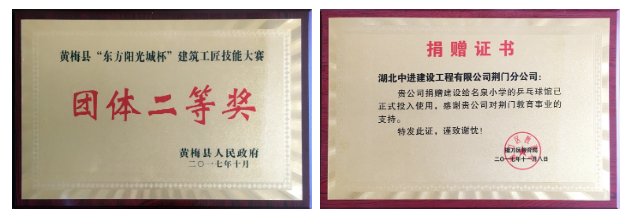 黄梅县“东方阳光城杯”建筑工匠技能大赛
团体二等奖
黄梅县人民政府
二〇一七年十月
捐赠证书
湖北中进建设工程有限公司荆门分公司：
贵公司捐赠建设给名泉小学的乒乓球馆已
正式投入使用，感谢贵公司对荆门教育事业的
支持。
特发此证，谨致谢忱！
二〇一七年十一月八日